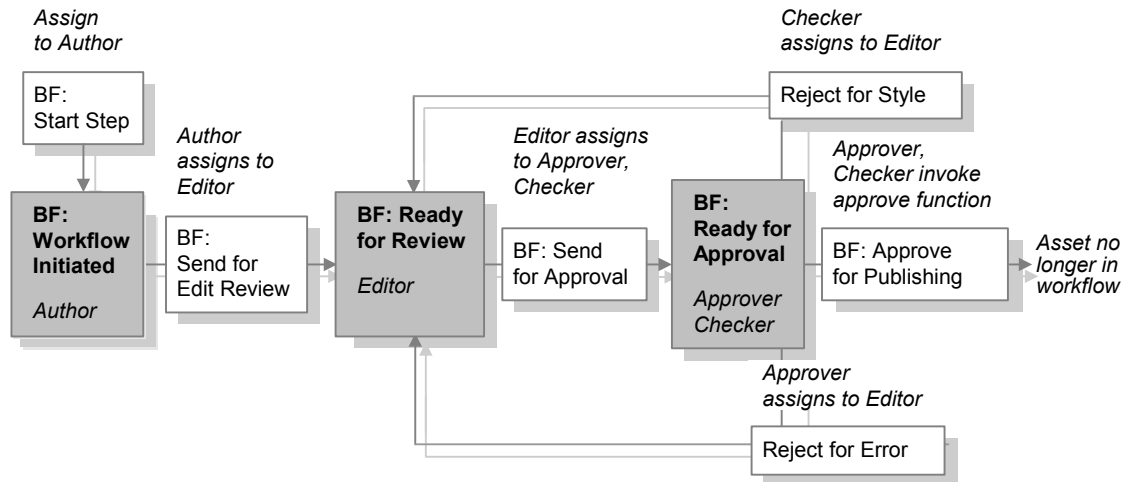 Assign
to Author
BF:
Start Step
BF:
Workflow
Initiated
Author
Author
assigns to
Editor
BF:
Send for
Edit Review
BF: Ready
for Review
Editor
Editor assigns
to Approver,
Checker
BF: Send
for Approval
Checker
assigns to Editor
Reject for Style
BF:
Ready for
Approval
Approver
Checker
Approver,
Checker invoke
approve function
BF: Approve
for Publishing
Asset no
longer in
workflow
Approver
assigns to Editor
Reject for Error